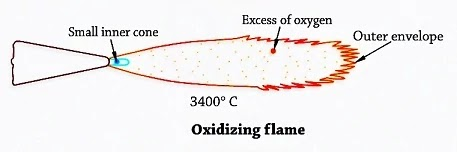 Small inner cone
Excess of oxygen
Outer envelope
3400° C
Oxidizing flame